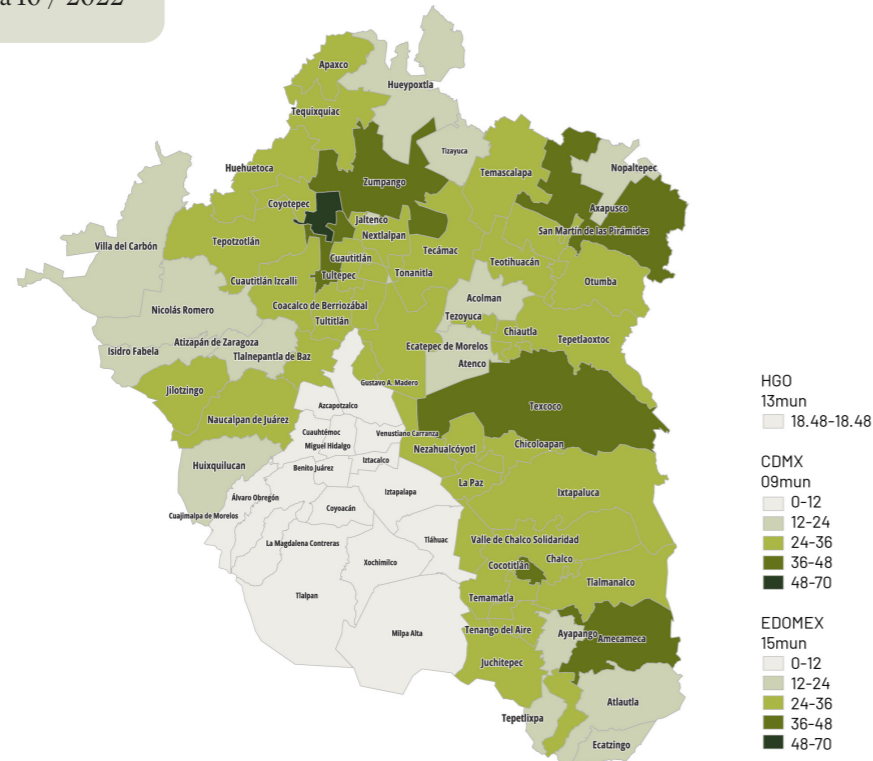 a 16 / 2022
Apaxco
Hueypoxtla
Tequixquiac
Tizayuca
Nopaltepec
Huehuetoca
Temascalapa
Zumpango
Coyotepec
Axapusco
Jaltenco
San Martín de las Pirámides
Nextlalpan
Tepotzotlán
Villa del Carbón
Tecámac
Cuautitlán
Teotihuacán
Tonanitla
Tultepec
Cuautitlán Izcalli
Otumba
Acolman
Coacalco de Berriozábal
Nicolás Romero
Tezoyuca
Tultitlán
Chiautla
Atizapán de Zaragoza
Tepetlaoxtoc
Ecatepec de Morelos
Isidro Fabela
Tlalnepantla de Baz
Atenco
Gustavo A. Madero
Jilotzingo
Azcapotzalco
Texcoco
Naucalpan de Juárez
Cuauhtémoc
Venustiano Carranza
Miguel Hidalgo
Chicoloapan
Nezahualcóyotl
Iztacalco
Huixquilucan
Benito Juárez
La Paz
Iztapalapa
Ixtapaluca
Álvaro Obregón
Coyoacán
Cuajimalpa de Morelos
Tláhuac
Valle de Chalco Solidaridad
La Magdalena Contreras
Chalco
Xochimilco
Cocotitlán
Tlalmanalco
Tlalpan
Temamatla
Tenango del Aire
Milpa Alta
Ayapango
Amecameca
Juchitepec
Atlautla
Tepetlixpa
Ecatzingo
HGO
13mun
18.48-18.48
CDMX
09mun
0-12
12-24
24-36
36-48
48-70
EDOMEX
15mun
0-12
12-24
24-36
36-48
48-70